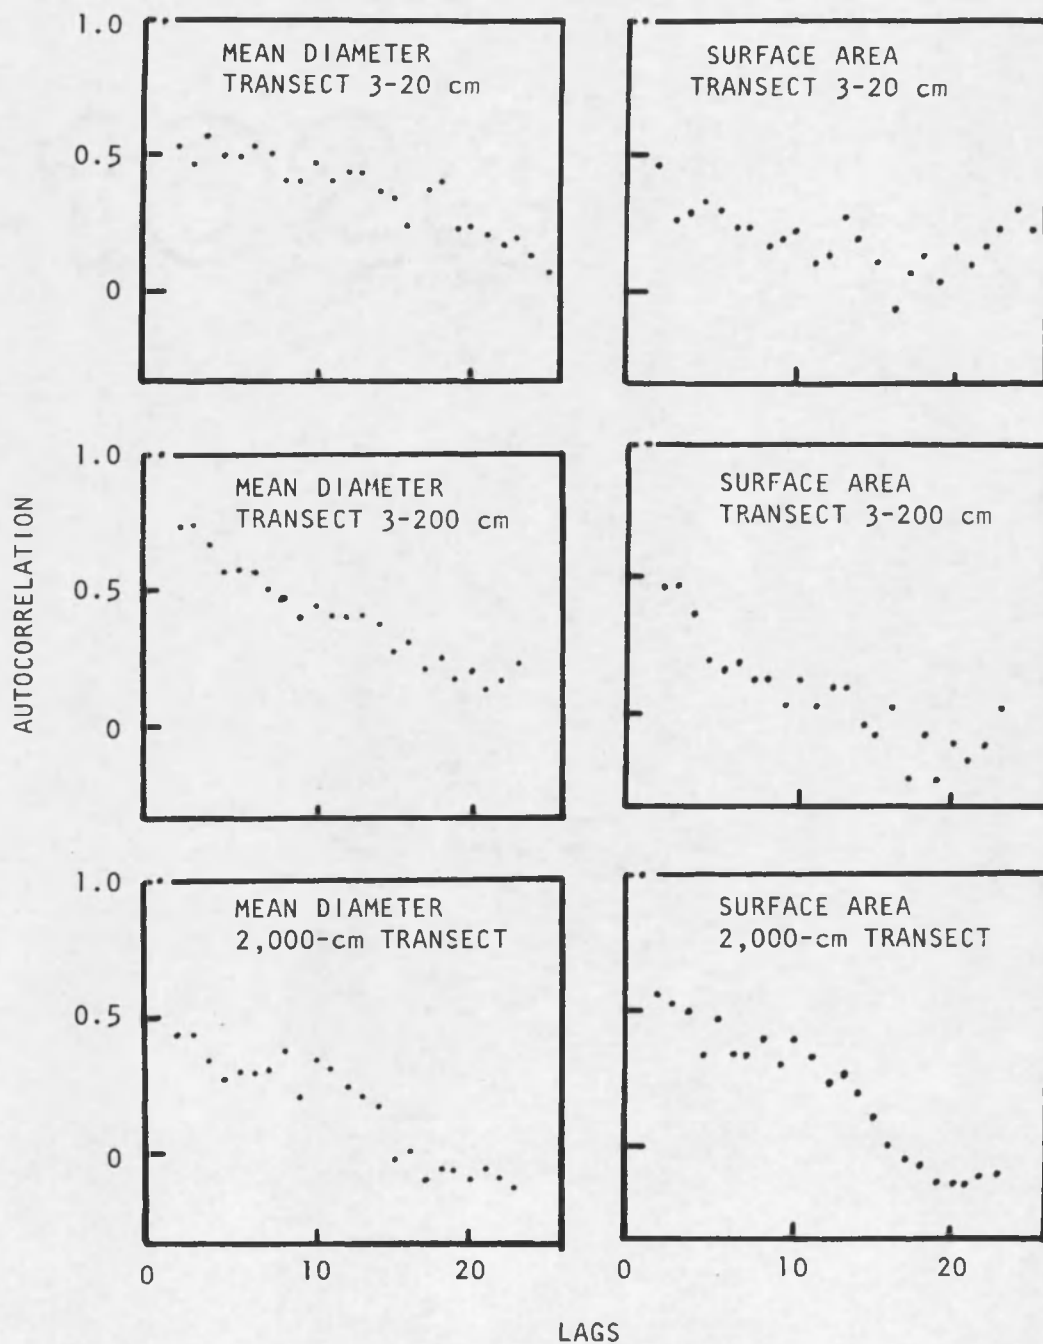 1.0
MEAN DIAMETER
TRANSECT 3-20 cm
0.5
0
SURFACE AREA
TRANSECT 3-20 cm
1.0
MEAN DIAMETER
TRANSECT 3-200 cm
0.5
0
SURFACE AREA
TRANSECT 3-200 cm
AUTOCORRELATION
1.0
MEAN DIAMETER
2,000-cm TRANSECT
0.5
0
0
10
20
SURFACE AREA
2,000-cm TRANSECT
0
10
20
LAGS